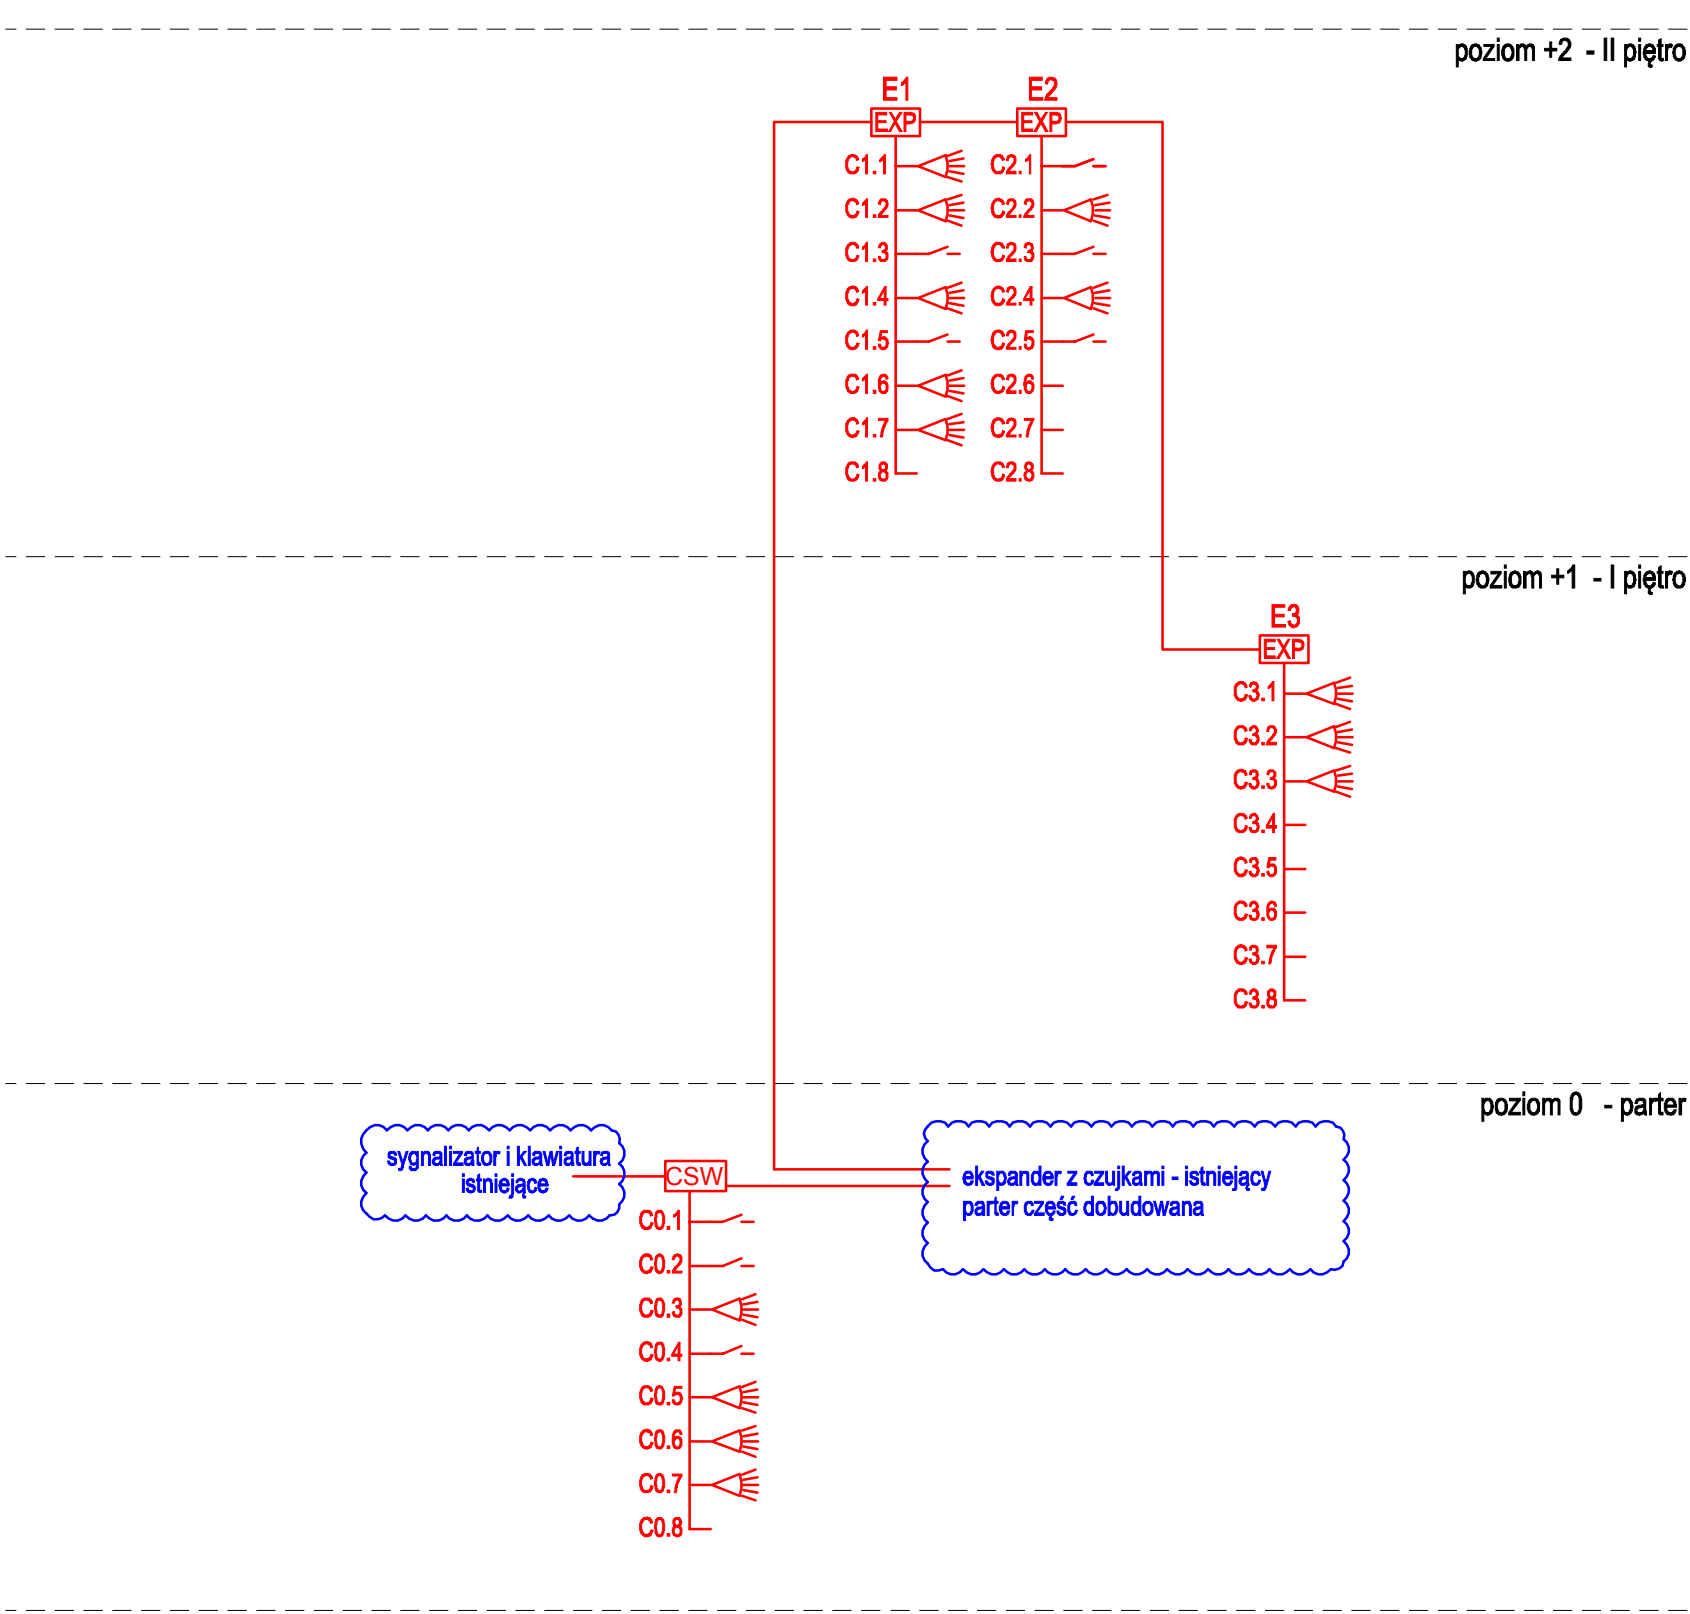 poziom +2 - II piętro
E1
E2
EXP
EXP
C1.1
C1.2
C1.3
C1.4
C1.5
C1.6
C1.7
C1.8
C2.1
C2.2
C2.3
C2.4
C2.5
C2.6
C2.7
C2.8
poziom +1 - I piętro
E3
EXP
C3.1
C3.2
C3.3
C3.4
C3.5
C3.6
C3.7
C3.8
poziom 0 - parter
sygnalizator i klawiatura
istniejące
CSW
ekspander z czujkami - istniejący
parter część dobudowana
C0.1
C0.2
C0.3
C0.4
C0.5
C0.6
C0.7
C0.8